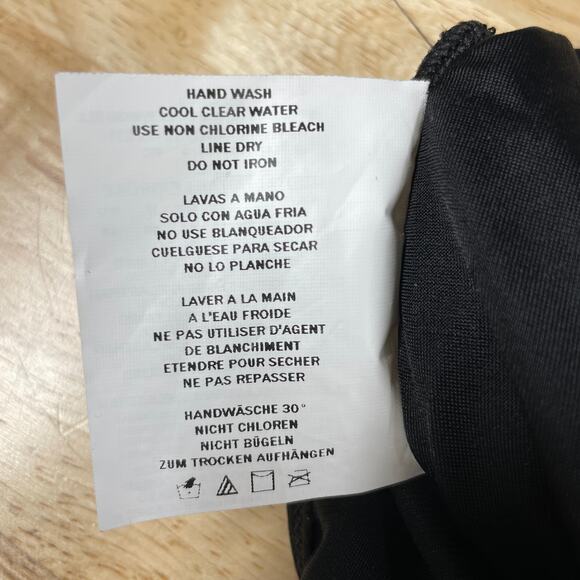 HAND WASH
COOL CLEAR WATER
USE NON CHLORINE BLEACH
LINE DRY
DO NOT IRON
LAVAS A MANO
SOLO CON AGUA FRIA
NO USE BLANQUEADOR
CUELGUESE PARA SECAR
NO LO PLANCHE
LAVER A LA MAIN
A L'EAU FROIDE
NE PAS UTILISER D'AGENT
DE BLANCHIMENT
ETENDRE POUR SECHER
NE PAS REPASSER
HANDWÄSCHE 30°
NICHT CHLOREN
NICHT BÜGELN
ZUM TROCKEN AUFHÄNGEN